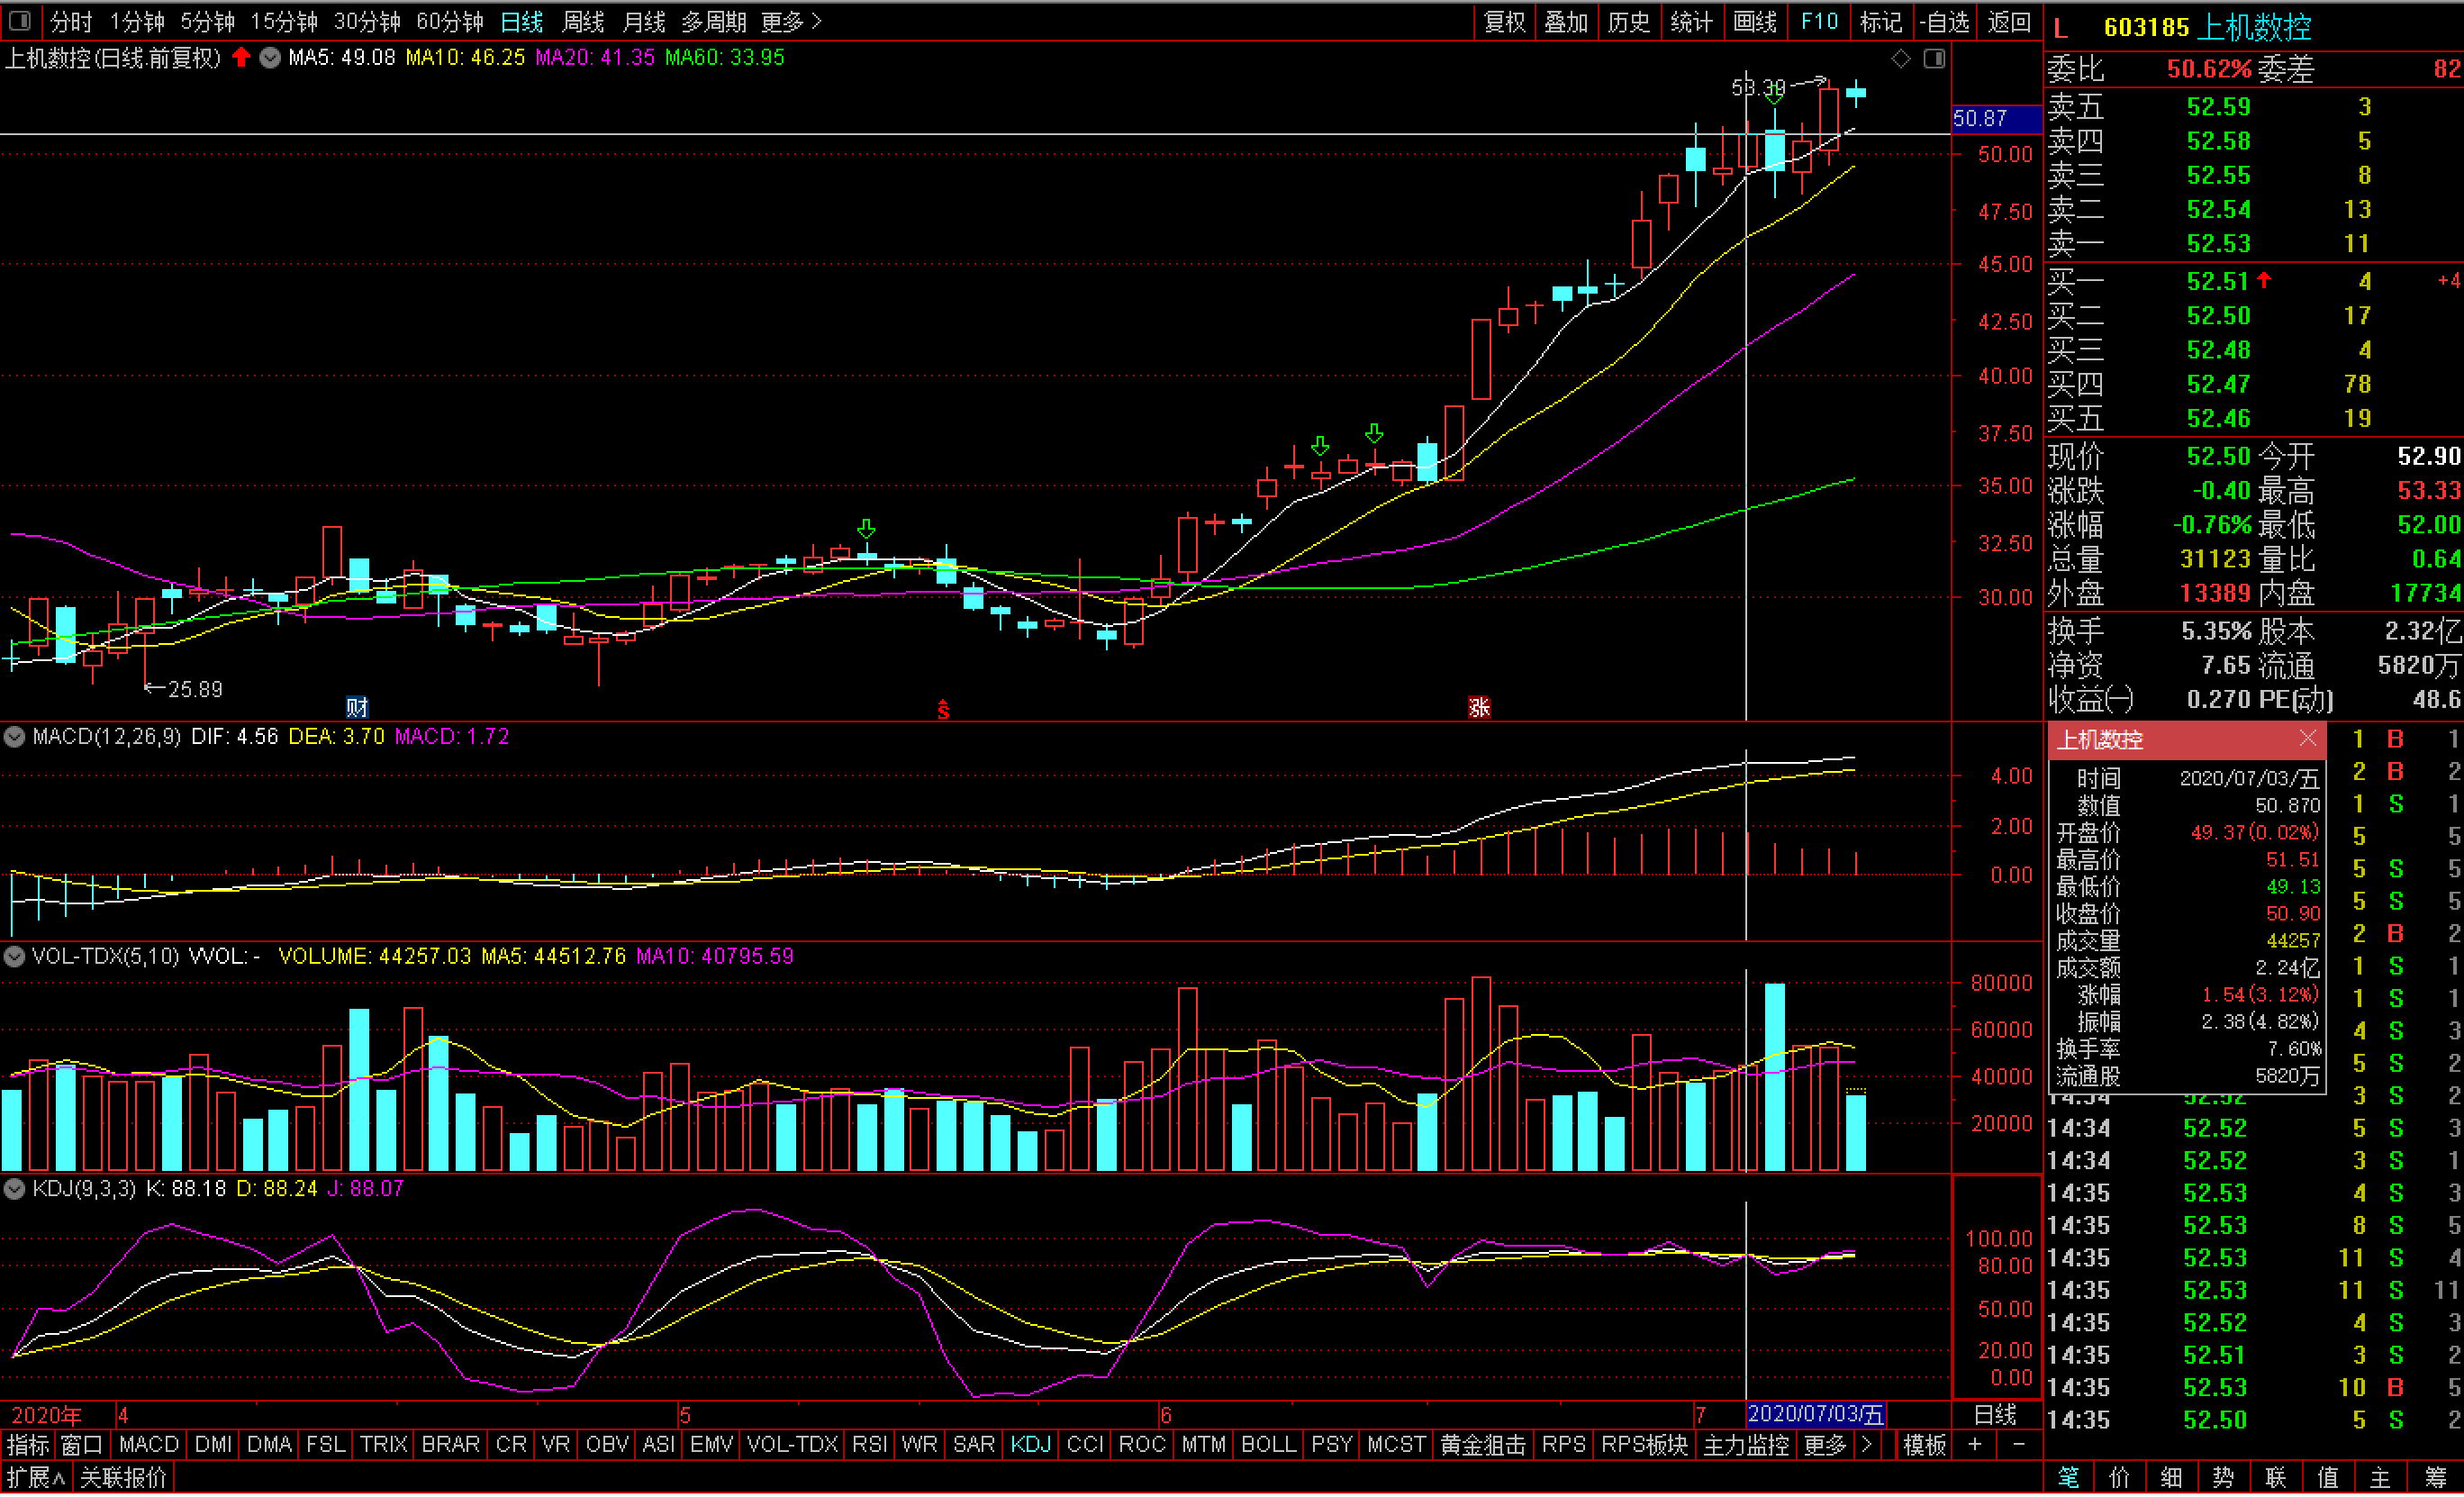 分时 1分钟 5分钟 15分钟 30分钟 60分钟 日线 周线 月线 多周期 更多 >
复权 叠加 历史 统计 画线 F10 标记 -自选 返回
L 603185 上机数控
上机数控(日线.前复权) MA5: 49.08 MA10: 46.25 MA20: 41.35 MA60: 33.95
53.39
50.87
50.00
47.50
45.00
42.50
40.00
37.50
35.00
32.50
30.00
25.89
财
S
涨
委比 50.62% 委差 82
卖五 52.59 3
卖四 52.58 5
卖三 52.55 8
卖二 52.54 13
卖一 52.53 11
买一 52.51 4 +4
买二 52.50 17
买三 52.48 4
买四 52.47 78
买五 52.46 19
现价 52.50 今开 52.90
涨跌 -0.40 最高 53.33
涨幅 -0.76% 最低 52.00
总量 31123 量比 0.64
外盘 13389 内盘 17734
换手 5.35% 股本 2.32亿
净资 7.65 流通 5820万
收益(一) 0.270 PE(动) 48.6
MACD(12,26,9) DIF: 4.56 DEA: 3.70 MACD: 1.72
4.00
2.00
0.00
VOL-TDX(5,10) VVOL: - VOLUME: 44257.03 MA5: 44512.76 MA10: 40795.59
80000
60000
40000
20000
KDJ(9,3,3) K: 88.18 D: 88.24 J: 88.07
100.00
80.00
50.00
20.00
0.00
上机数控
时间 2020/07/03/五
数值 50.870
开盘价 49.37(0.02%)
最高价 51.51
最低价 49.13
收盘价 50.90
成交量 44257
成交额 2.24亿
涨幅 1.54(3.12%)
振幅 2.38(4.82%)
换手率 7.60%
流通股 5820万
1 B 1
2 B 2
1 S 1
5 5
5 S 5
5 S 5
2 B 2
1 S 1
1 S 1
4 S 3
5 S 2
14:34 52.52 3 S 2
14:34 52.52 5 S 3
14:34 52.52 3 S 1
14:35 52.53 4 S 3
14:35 52.53 8 S 5
14:35 52.53 11 S 4
14:35 52.53 11 S 11
14:35 52.52 4 S 3
14:35 52.51 3 S 2
14:35 52.53 10 B 5
14:35 52.50 5 S 2
2020年 4 5 6 7 2020/07/03/五 日线
指标 窗口 MACD DMI DMA FSL TRIX BRAR CR VR OBV ASI EMV VOL-TDX RSI WR SAR KDJ CCI ROC MTM BOLL PSY MCST 黄金狙击 RPS RPS板块 主力监控 更多 > 模板 + -
扩展∧ 关联报价
笔 价 细 势 联 值 主 筹